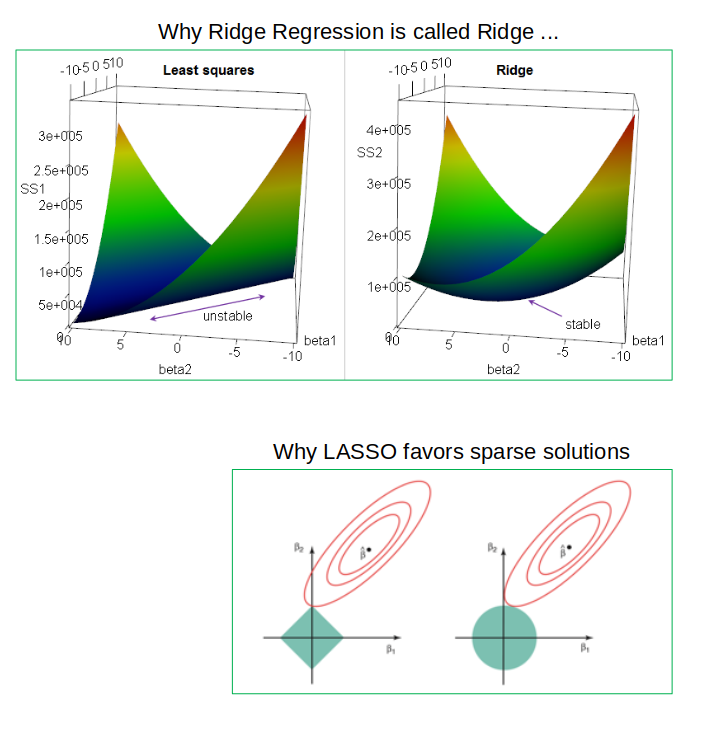 Why Ridge Regression is called Ridge ...
-10-5 0 510
Least squares
3e+005
2.5e+005
SS1
2e+005
1.5e+005
1e+005
5e+004
0
10
5
0
-5
-10
unstable
beta1
beta2
-10-5 0 510
Ridge
4e+005
SS2
3e+005
2e+005
1e+005
0
10
5
0
-5
-10
stable
beta1
beta2
Why LASSO favors sparse solutions
β₂
β̂
β₁
β₂
β̂
β₁